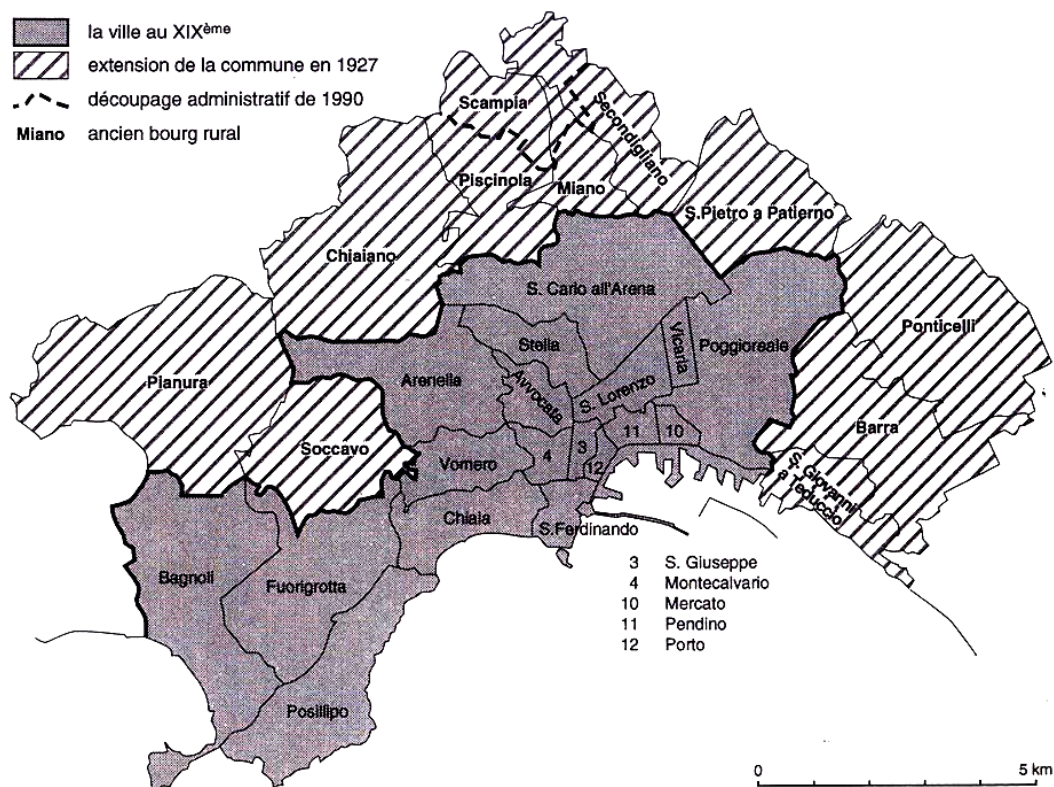 la ville au XIXème
extension de la commune en 1927
découpage administratif de 1990
Miano ancien bourg rural
Scampia
Secondigliano
Piscinola
Miano
S.Pietro a Patierno
Chiaiano
S. Carlo all'Arena
Ponticelli
Stella
Vicaria
Poggioreale
Pianura
Arenella
Avvocata
S. Lorenzo
Barra
Soccavo
Vomero
4
3
11
10
12
S. Giovanni
a Teduccio
Chiaia
S.Ferdinando
Bagnoli
Fuorigrotta
3 S. Giuseppe
4 Montecalvario
10 Mercato
11 Pendino
12 Porto
Posillipo
0 5 km